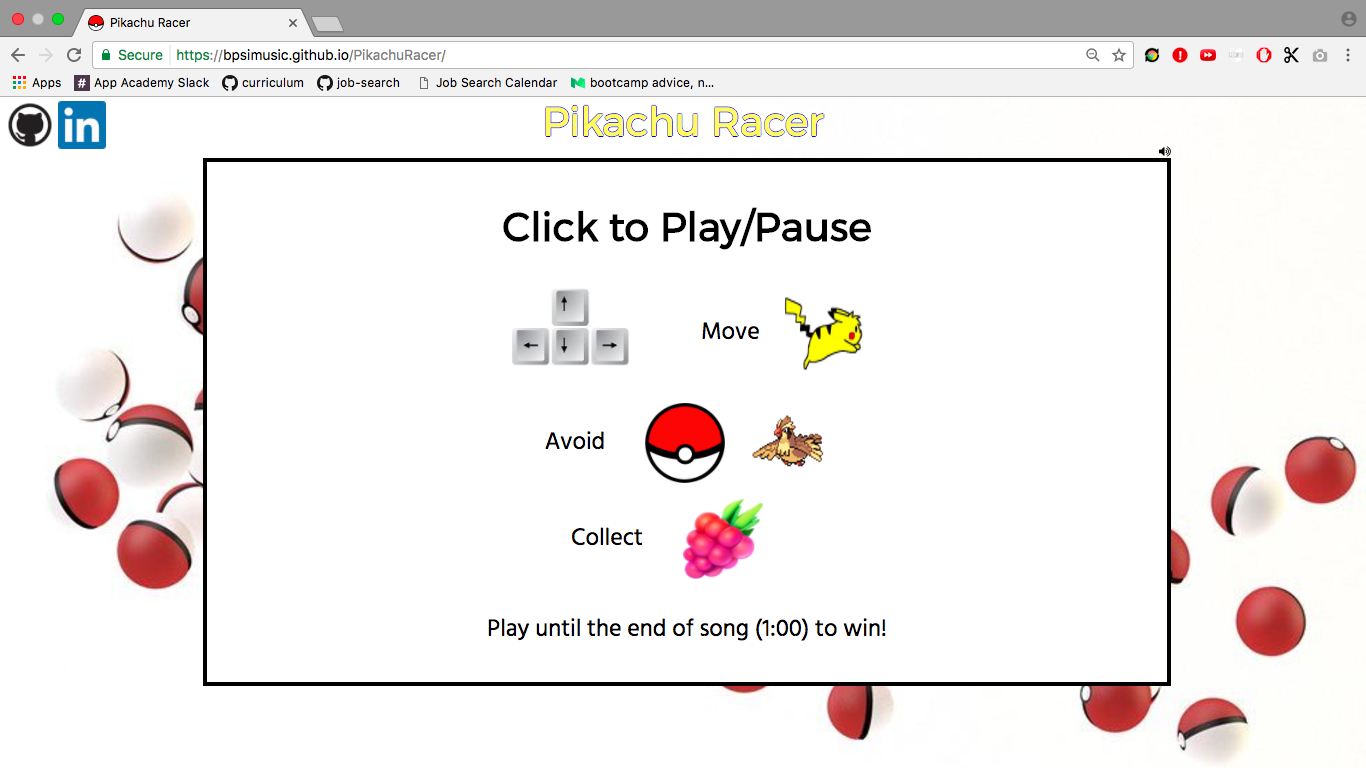 Pikachu Racer
Secure https://bpsimusic.github.io/PikachuRacer/
Apps # App Academy Slack curriculum job-search Job Search Calendar bootcamp advice, n...
in
Pikachu Racer
Click to Play/Pause
↑
← ↓ →
Move
Avoid
Collect
Play until the end of song (1:00) to win!